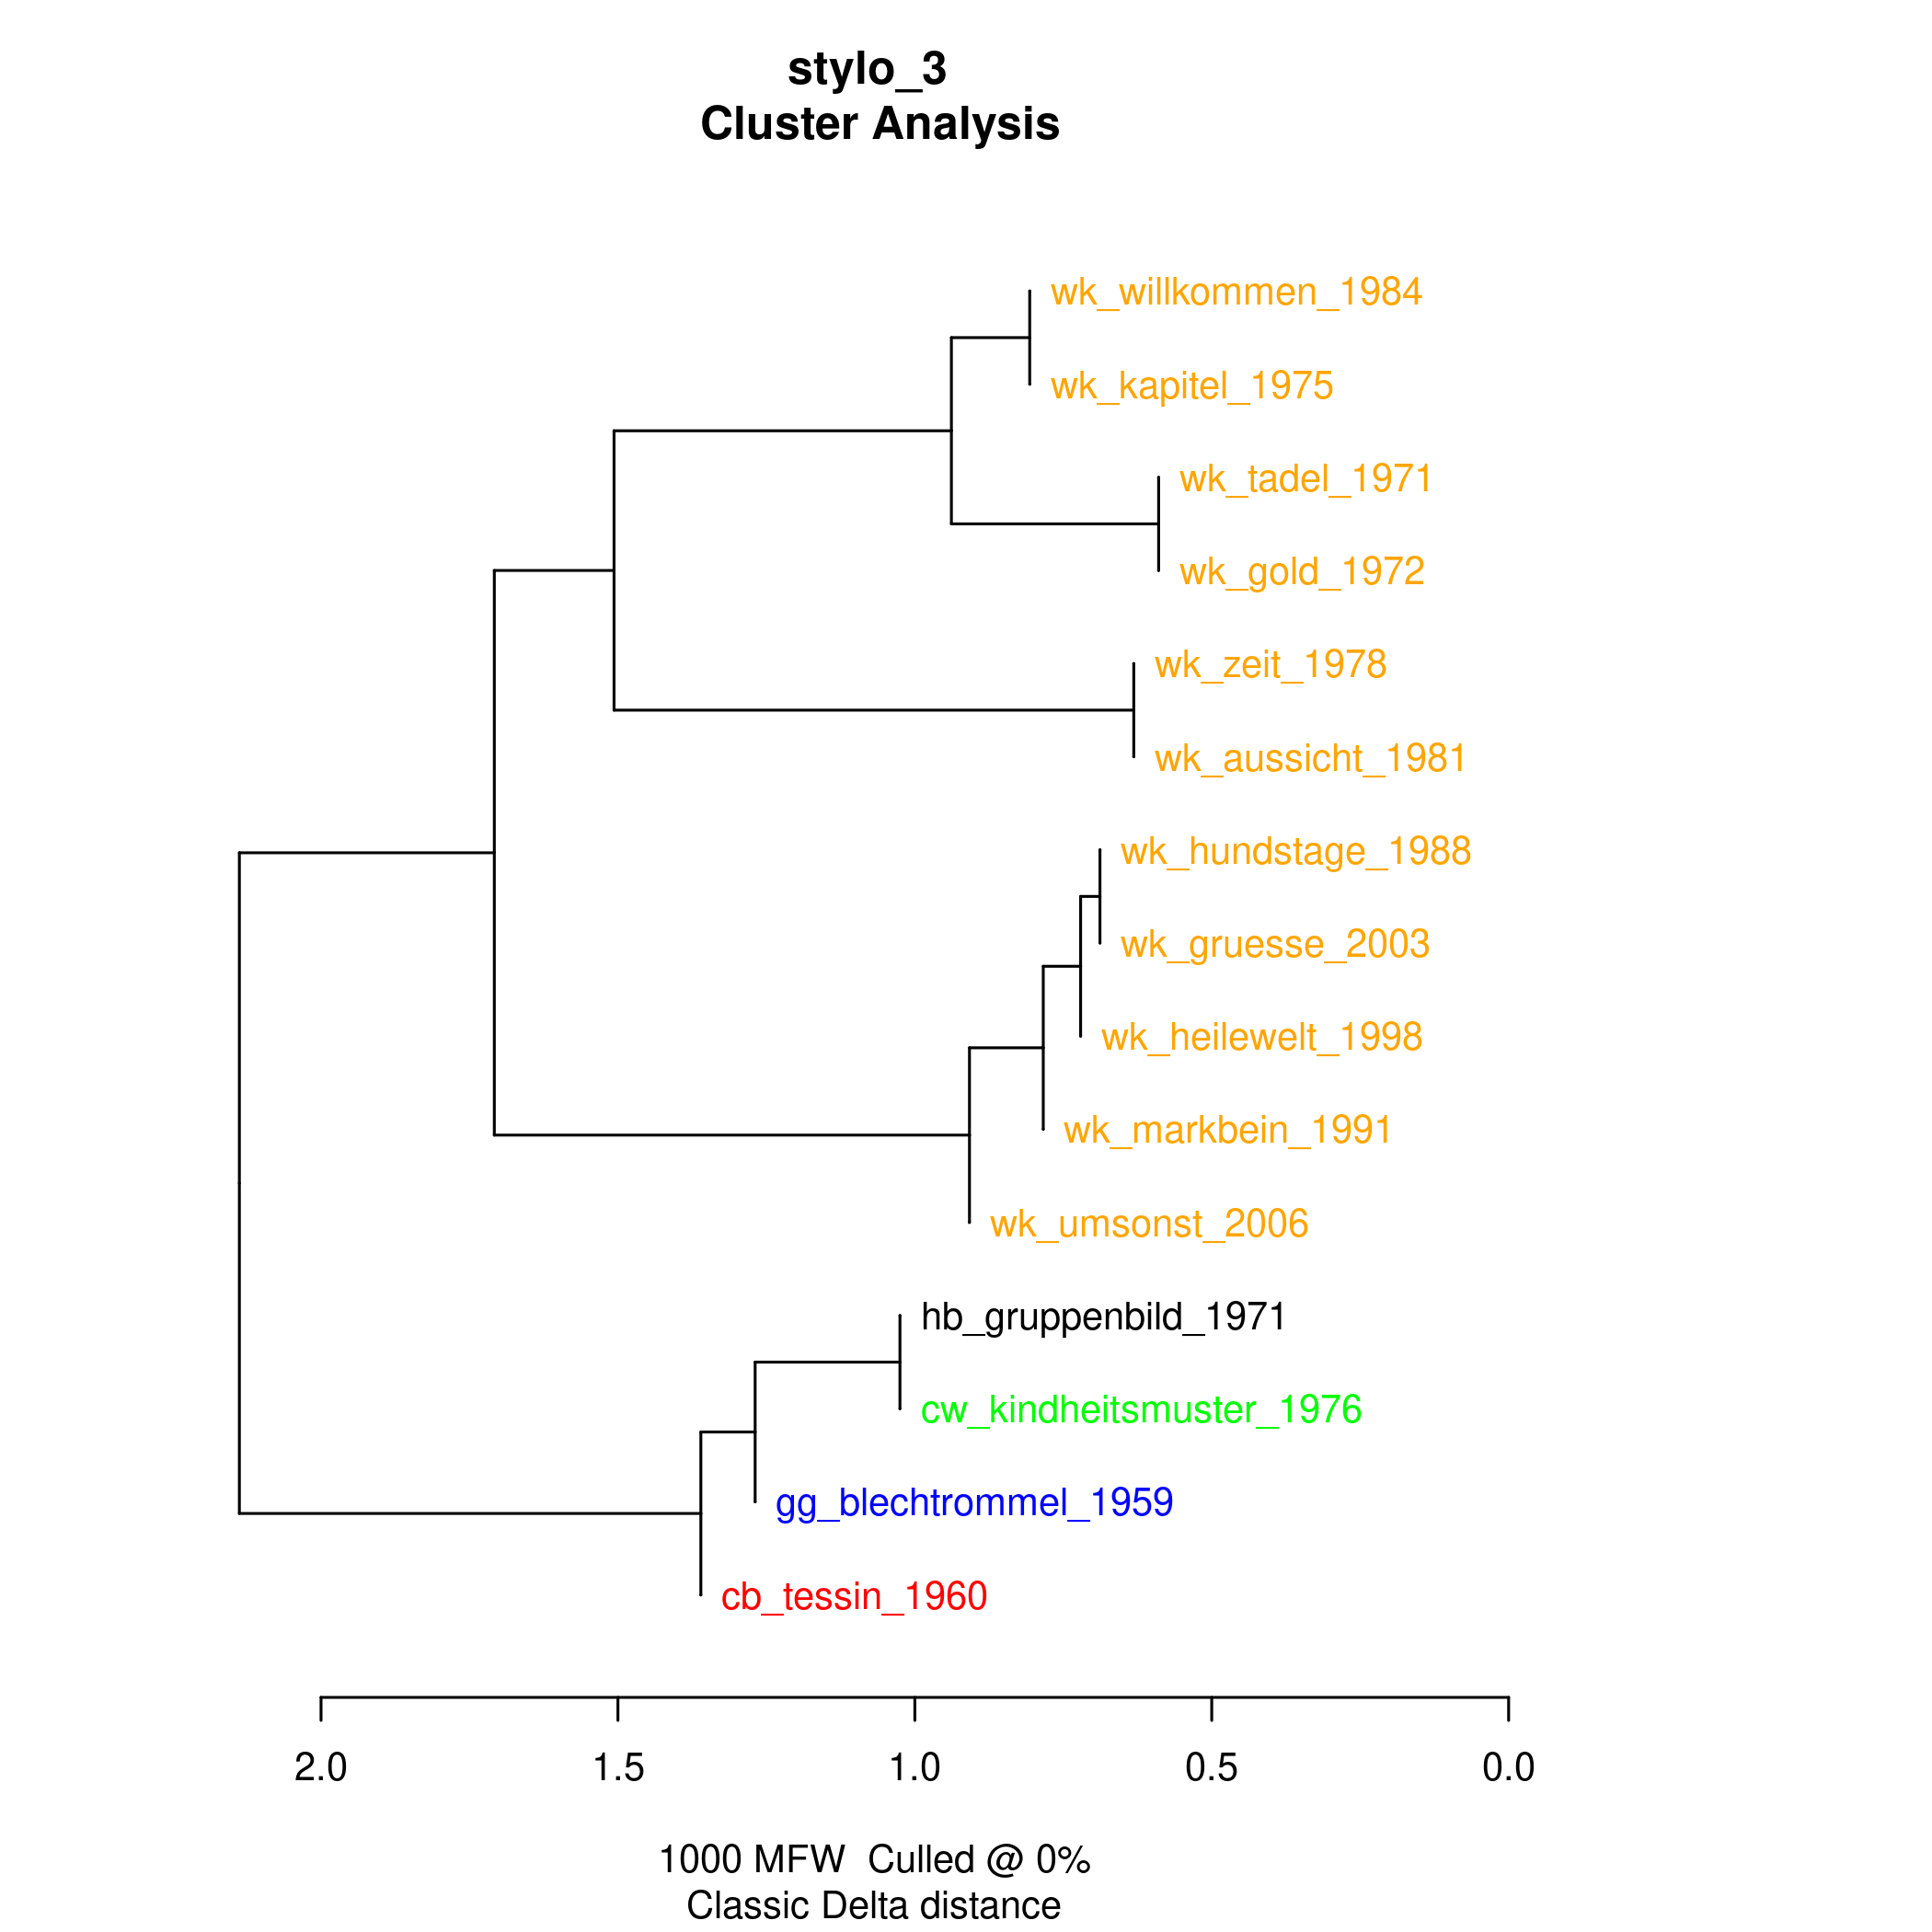 stylo_3
Cluster Analysis
wk_willkommen_1984
wk_kapitel_1975
wk_tadel_1971
wk_gold_1972
wk_zeit_1978
wk_aussicht_1981
wk_hundstage_1988
wk_gruesse_2003
wk_heilewelt_1998
wk_markbein_1991
wk_umsonst_2006
hb_gruppenbild_1971
cw_kindheitsmuster_1976
gg_blechtrommel_1959
cb_tessin_1960
2.0 1.5 1.0 0.5 0.0
1000 MFW Culled @ 0%
Classic Delta distance